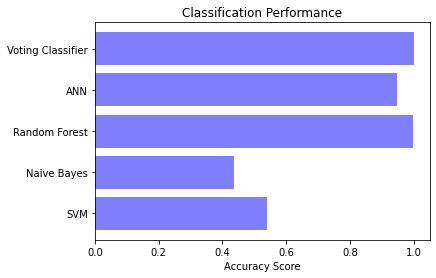 Classification Performance
Voting Classifier
ANN
Random Forest
Naive Bayes
SVM
0.0 0.2 0.4 0.6 0.8 1.0
Accuracy Score